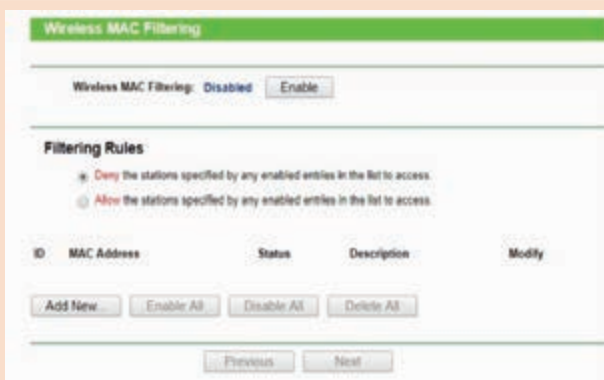 Wireless MAC Filtering
Wireless MAC Filtering: Disabled Enable
Filtering Rules
Deny the stations specified by any enabled entries in the list to access.
Allow the stations specified by any enabled entries in the list to access.
ID MAC Address Status Description Modify
Add New... Enable All Disable All Delete All
Previous Next